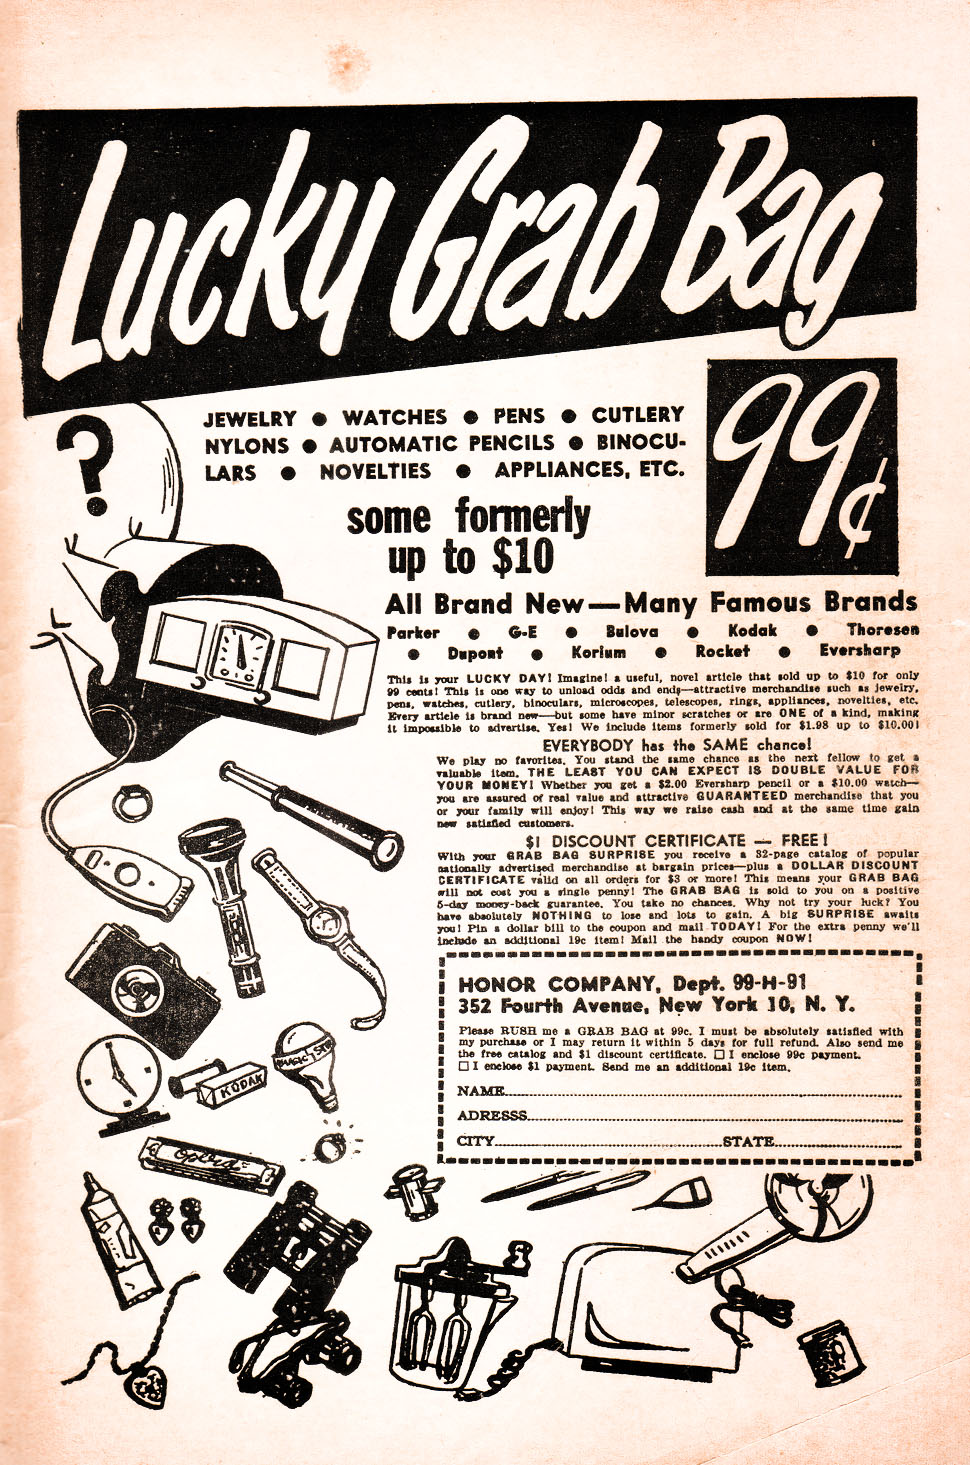 Lucky Grab Bag
?
99¢
JEWELRY ● WATCHES ● PENS ● CUTLERY
NYLONS ● AUTOMATIC PENCILS ● BINOCU-
LARS ● NOVELTIES ● APPLIANCES, ETC.
some formerly
up to $10
All Brand New—Many Famous Brands
Parker ● G-E ● Bulova ● Kodak ● Thoresen
● Dupont ● Korium ● Rocket ● Eversharp
This is your LUCKY DAY! Imagine! a useful, novel article that sold up to $10 for only
99 cents! This is one way to unload odds and ends—attractive merchandise such as jewelry,
pens, watches, cutlery, binoculars, microscopes, telescopes, rings, appliances, novelties, etc.
Every article is brand new—but some have minor scratches or are ONE of a kind, making
it impossible to advertise. Yes! We include items formerly sold for $1.98 up to $10.00!
EVERYBODY has the SAME chance!
We play no favorites. You stand the same chance as the next fellow to get a
valuable item. THE LEAST YOU CAN EXPECT IS DOUBLE VALUE FOR
YOUR MONEY! Whether you get a $2.00 Eversharp pencil or a $10.00 watch—
you are assured of real value and attractive GUARANTEED merchandise that you
or your family will enjoy! This way we raise cash and at the same time gain
new satisfied customers.
$1 DISCOUNT CERTIFICATE — FREE!
With your GRAB BAG SURPRISE you receive a 32-page catalog of popular
nationally advertised merchandise at bargain prices—plus a DOLLAR DISCOUNT
CERTIFICATE valid on all orders for $3 or more! This means your GRAB BAG
will not cost you a single penny! The GRAB BAG is sold to you on a positive
5-day money-back guarantee. You take no chances. Why not try your luck? You
have absolutely NOTHING to lose and lots to gain. A big SURPRISE awaits
you! Pin a dollar bill to the coupon and mail TODAY! For the extra penny we'll
include an additional 19c item! Mail the handy coupon NOW!
HONOR COMPANY, Dept. 99-H-91
352 Fourth Avenue, New York 10, N. Y.
Please RUSH me a GRAB BAG at 99c. I must be absolutely satisfied with
my purchase or I may return it within 5 days for full refund. Also send me
the free catalog and $1 discount certificate. ☐ I enclose 99c payment.
☐ I enclose $1 payment. Send me an additional 19c item.
NAME
ADRESSS
CITY STATE
KODAK